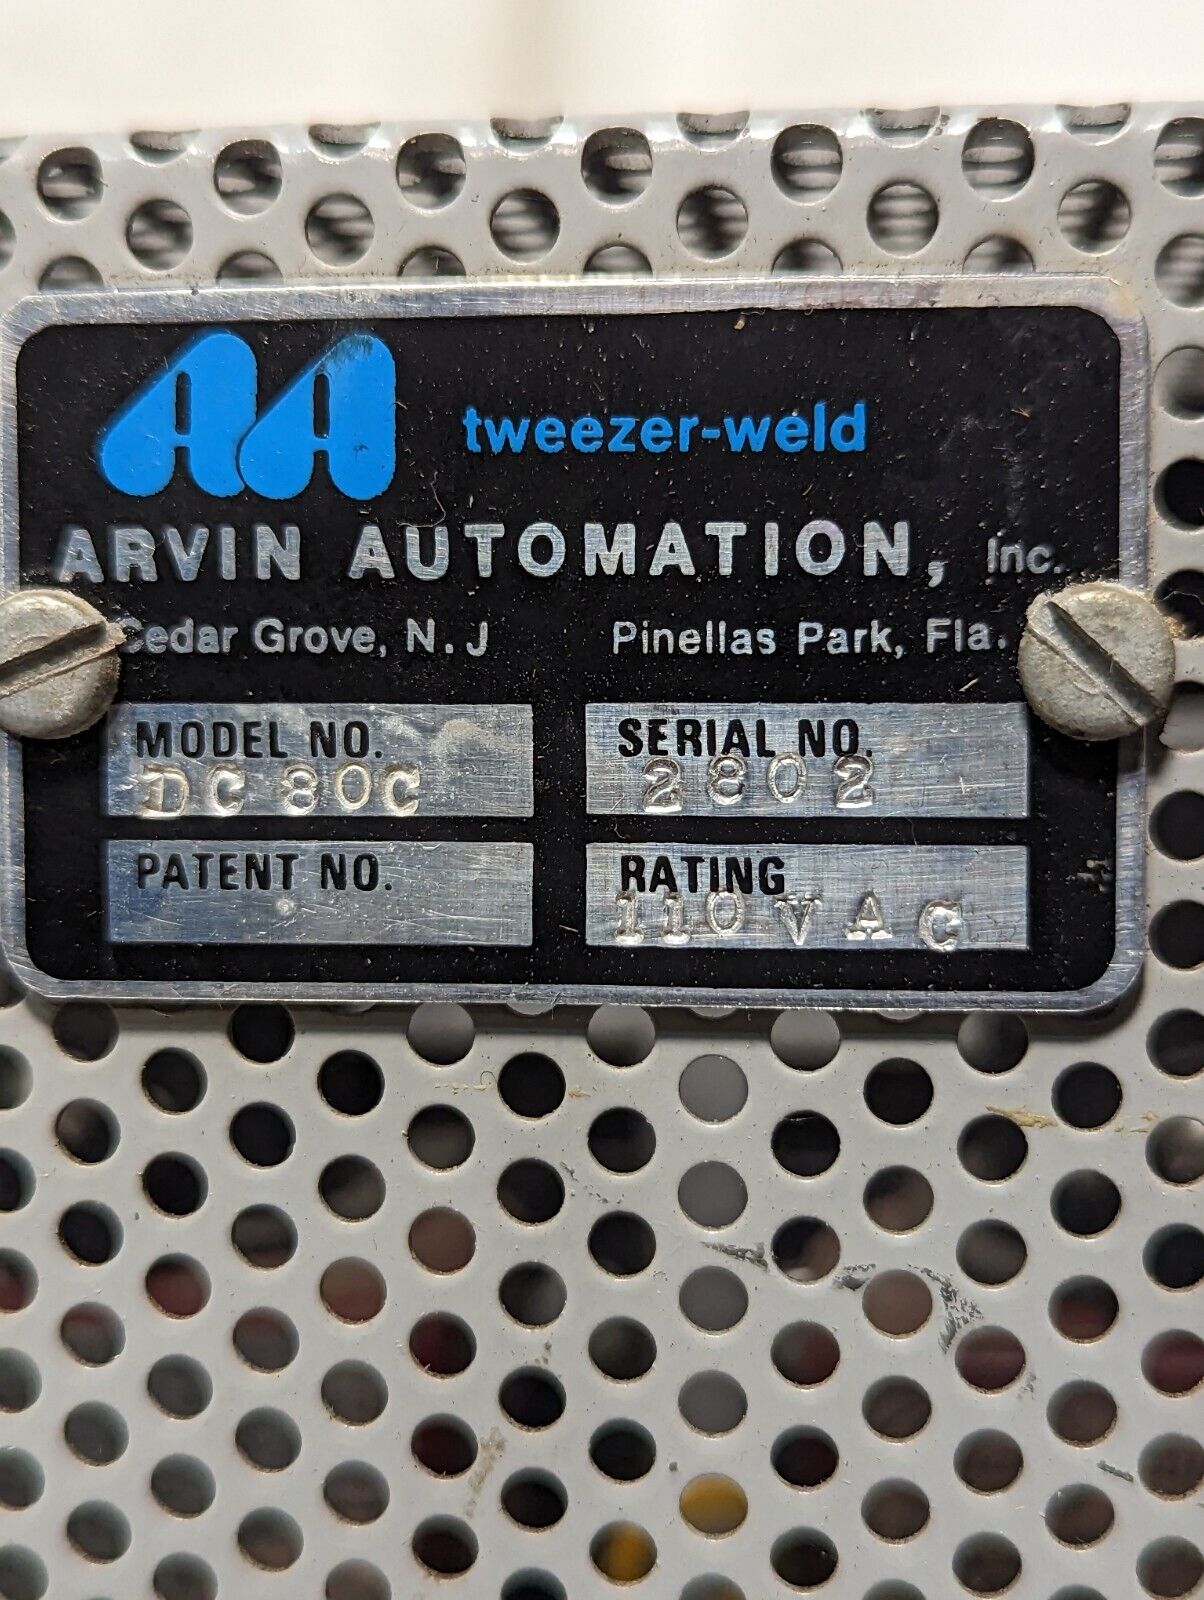 AA tweezer-weld
ARVIN AUTOMATION, Inc.
Cedar Grove, N.J Pinellas Park, Fla.
MODEL NO. SERIAL NO.
DC 80C 2802
PATENT NO. RATING
110 VAC